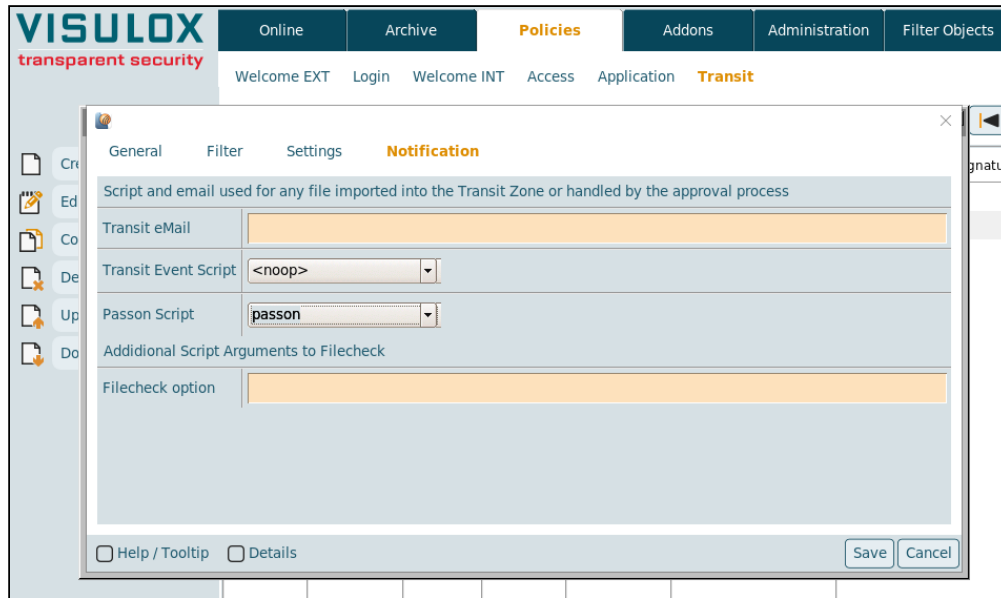 VISULOX
transparent security
Online Archive Policies Addons Administration Filter Objects
Welcome EXT Login Welcome INT Access Application Transit
General Filter Settings Notification
Script and email used for any file imported into the Transit Zone or handled by the approval process
Transit eMail
Transit Event Script <noop>
Passon Script passon
Addidional Script Arguments to Filecheck
Filecheck option
Help / Tooltip Details Save Cancel